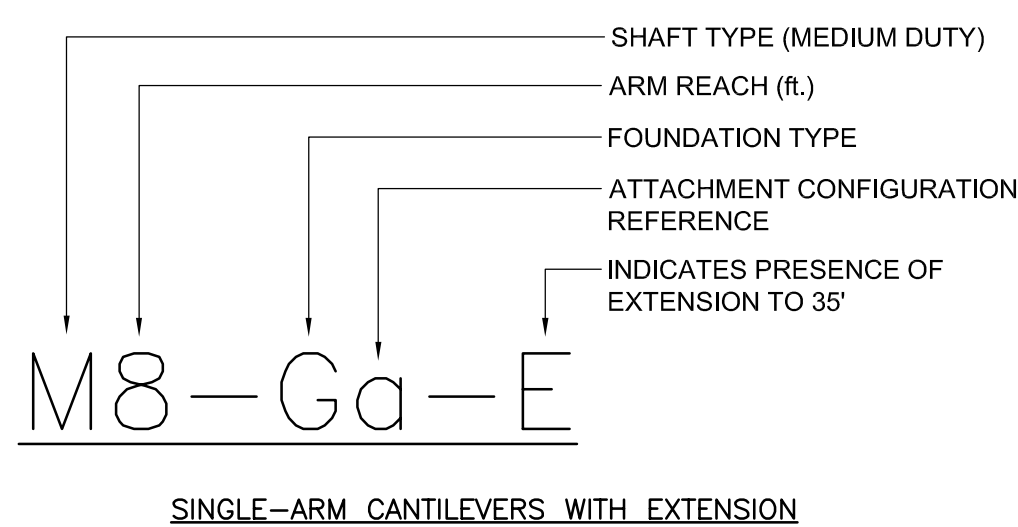 SHAFT TYPE (MEDIUM DUTY)
ARM REACH (ft.)
FOUNDATION TYPE
ATTACHMENT CONFIGURATION
REFERENCE
INDICATES PRESENCE OF
EXTENSION TO 35'
M8-Ga-E
SINGLE-ARM CANTILEVERS WITH EXTENSION